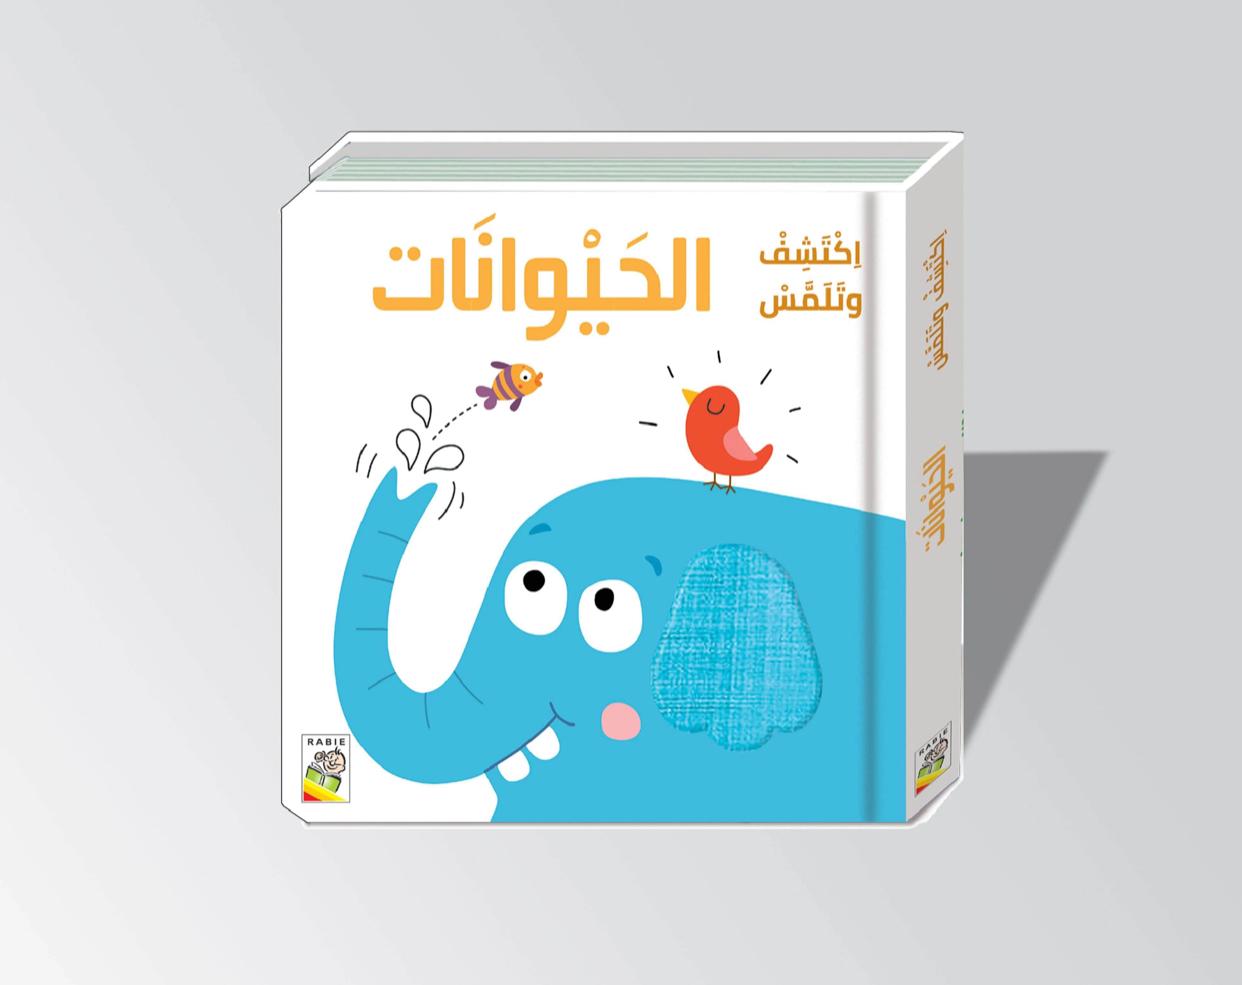 اِكْتَشِفْ
وتَلَمَّسْ
الحَيْوانَات
RABIE
اِكْتَشِفْ وتَلَمَّسْ
الحَيْوانَات
RABIE